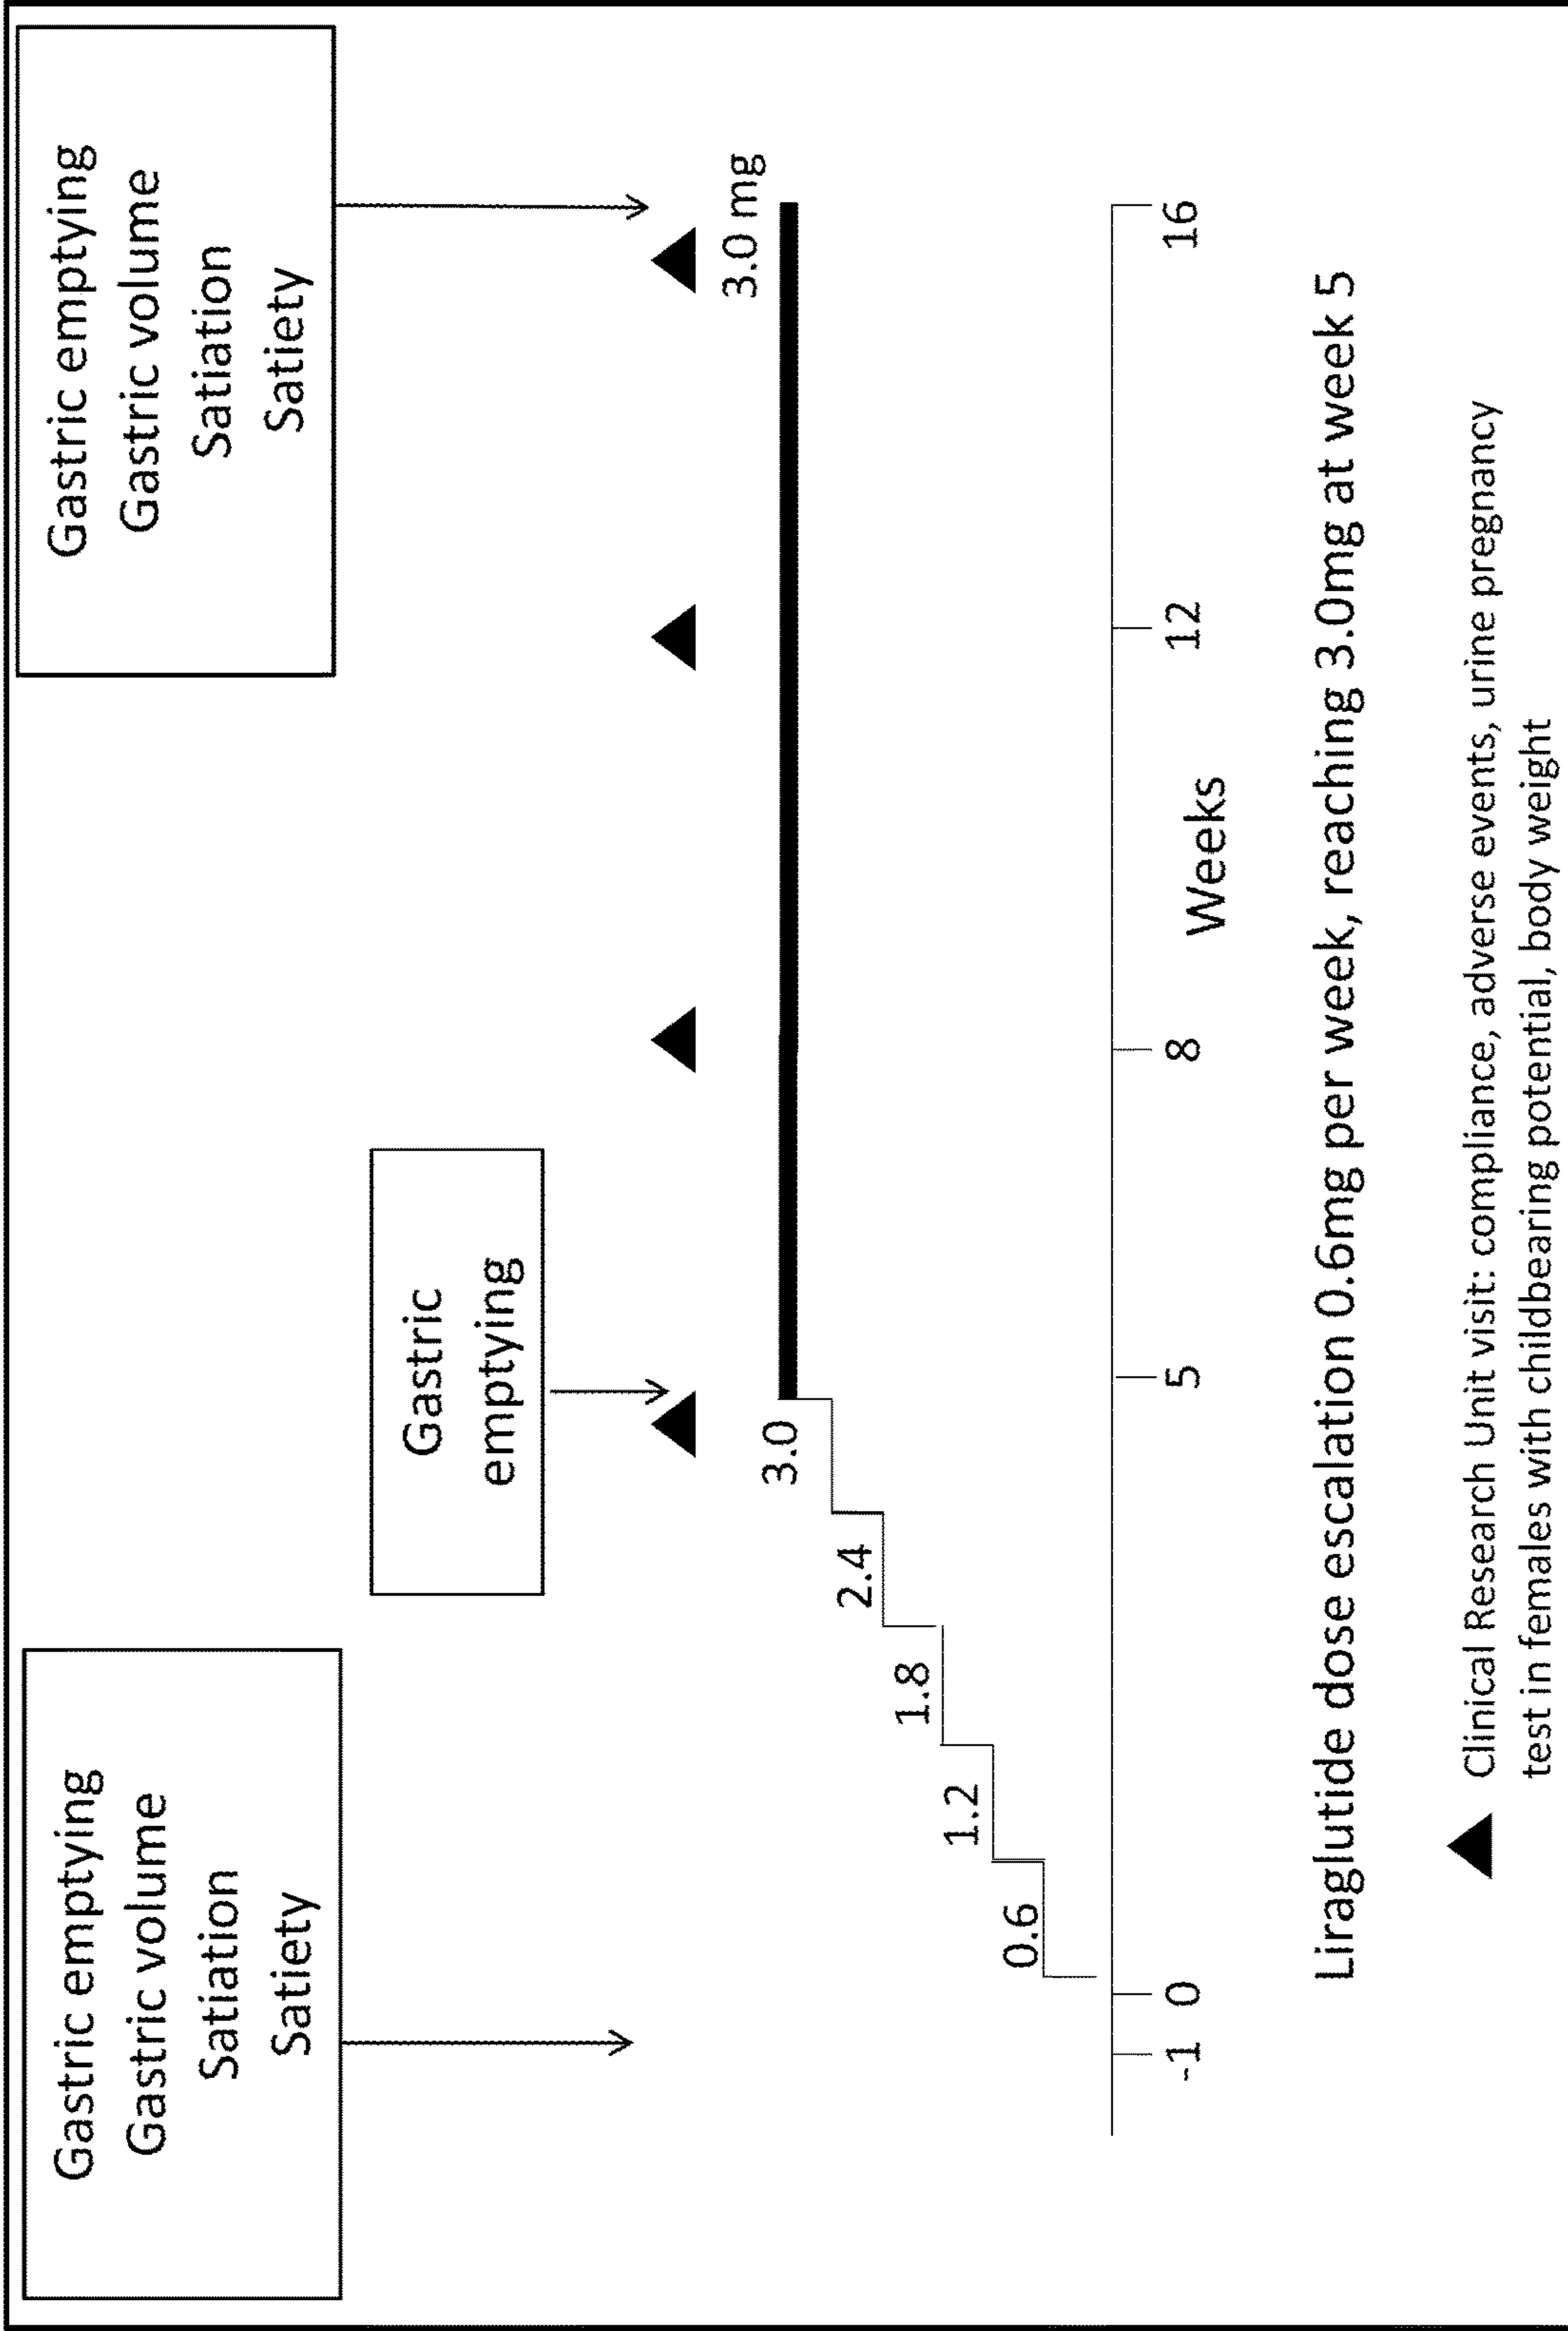 Gastric emptying
Gastric volume
Satiation
Satiety
Gastric
emptying
Gastric emptying
Gastric volume
Satiation
Satiety
0.6
1.2
1.8
2.4
3.0
3.0 mg
-1
0
5
8
12
16
Weeks
Liraglutide dose escalation 0.6mg per week, reaching 3.0mg at week 5
Clinical Research Unit visit: compliance, adverse events, urine pregnancy
test in females with childbearing potential, body weight